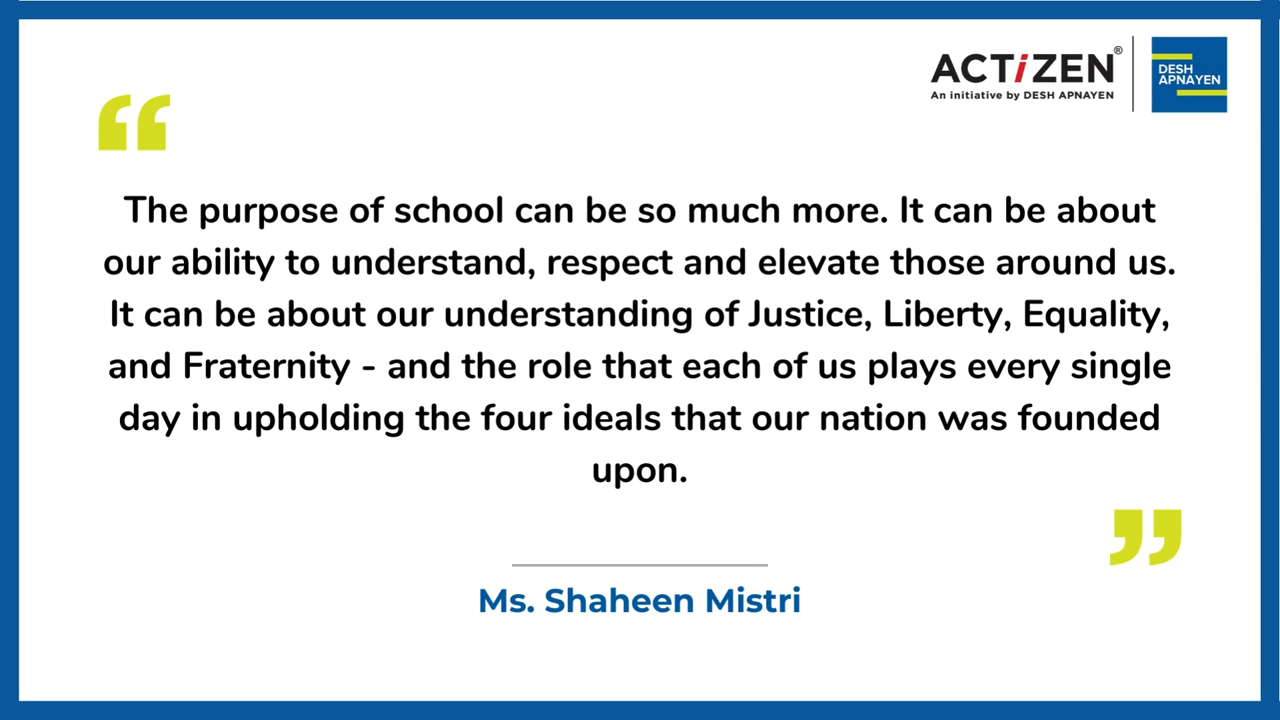 ACTiZEN®
An initiative by DESH APNAYEN
DESH
APNAYEN
“
The purpose of school can be so much more. It can be about
our ability to understand, respect and elevate those around us.
It can be about our understanding of Justice, Liberty, Equality,
and Fraternity - and the role that each of us plays every single
day in upholding the four ideals that our nation was founded
upon.
”
Ms. Shaheen Mistri